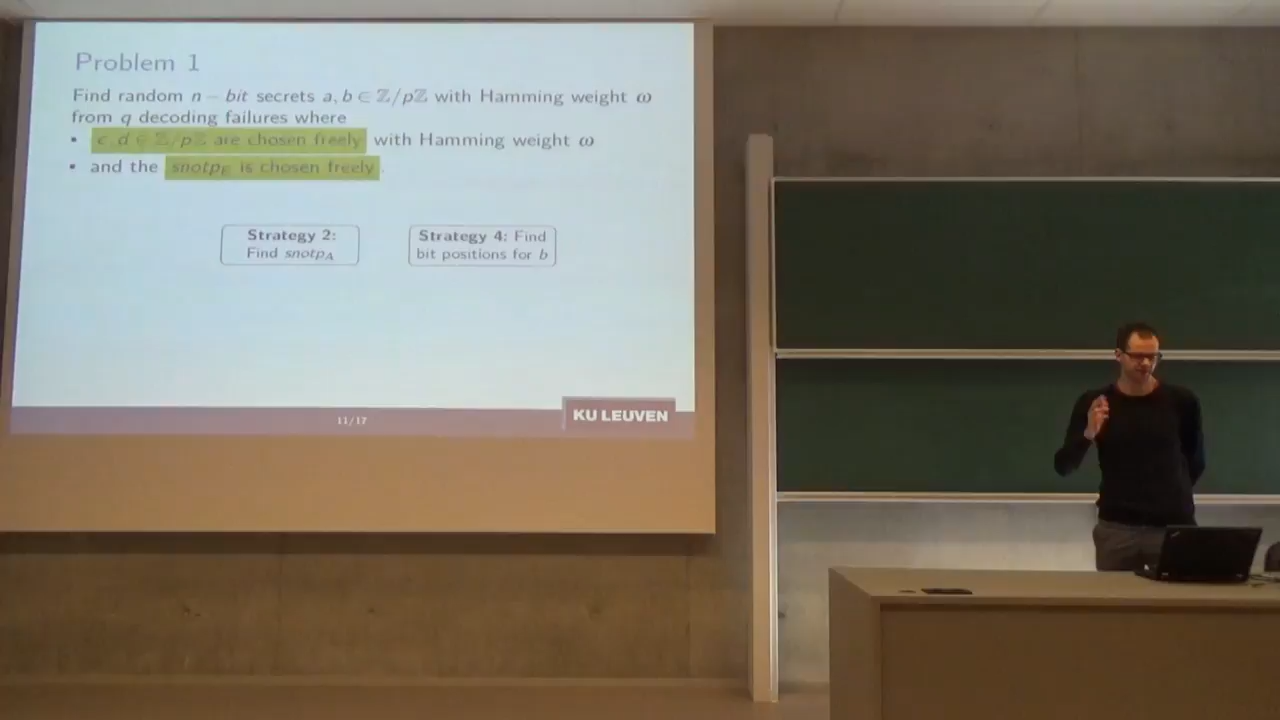 Problem 1
Find random n − bit secrets a, b ∈ ℤ/pℤ with Hamming weight ω
from q decoding failures where
• c, d ∈ ℤ/pℤ are chosen freely with Hamming weight ω
• and the snotp_E is chosen freely.
Strategy 2:
Find snotp_A
Strategy 4: Find
bit positions for b
11/17
KU LEUVEN